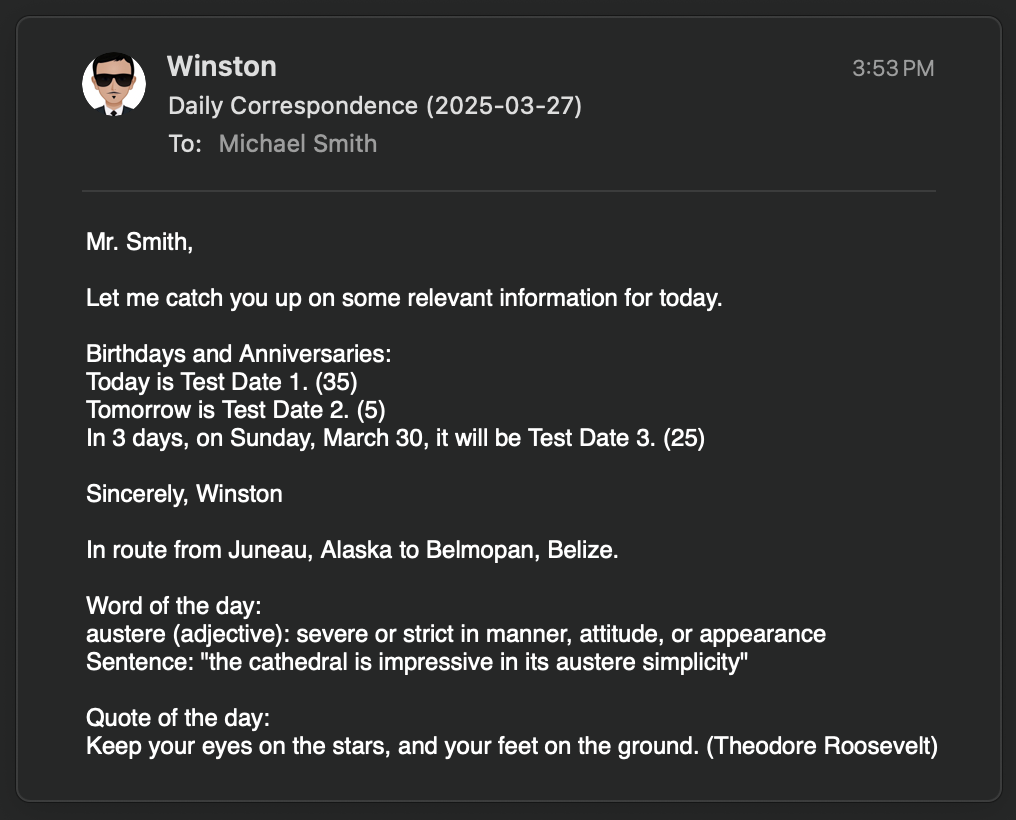 Winston
3:53 PM
Daily Correspondence (2025-03-27)
To: Michael Smith
Mr. Smith,
Let me catch you up on some relevant information for today.
Birthdays and Anniversaries:
Today is Test Date 1. (35)
Tomorrow is Test Date 2. (5)
In 3 days, on Sunday, March 30, it will be Test Date 3. (25)
Sincerely, Winston
In route from Juneau, Alaska to Belmopan, Belize.
Word of the day:
austere (adjective): severe or strict in manner, attitude, or appearance
Sentence: "the cathedral is impressive in its austere simplicity"
Quote of the day:
Keep your eyes on the stars, and your feet on the ground. (Theodore Roosevelt)